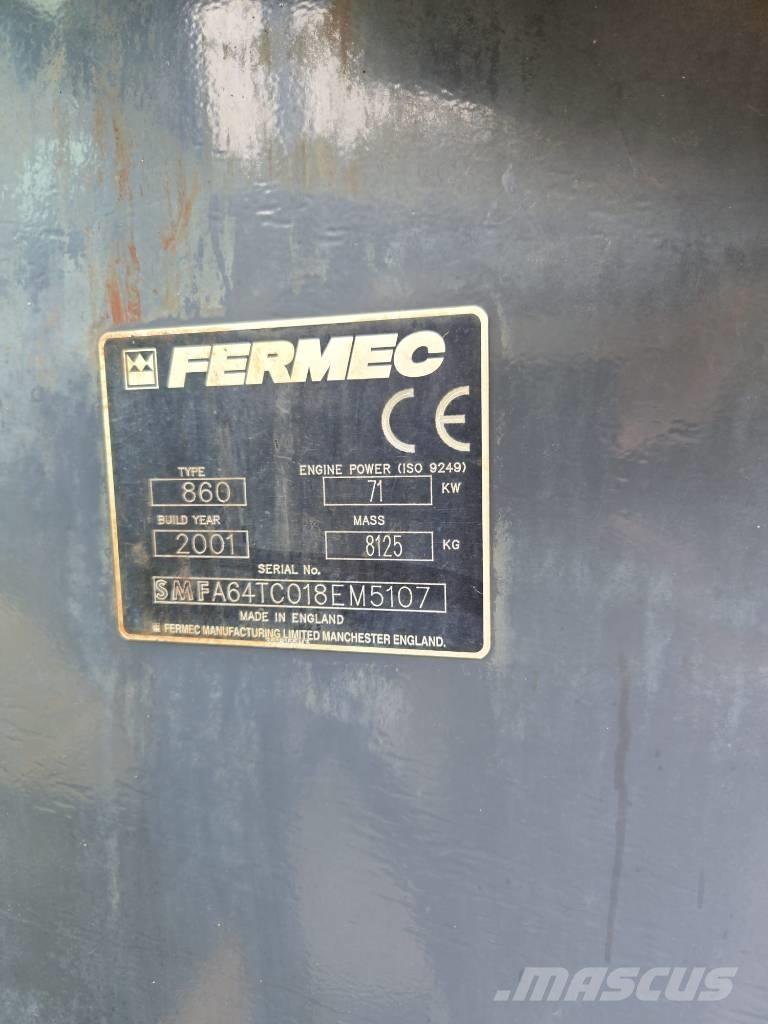 FERMEC
CE
TYPE
ENGINE POWER (ISO 9249)
860
71 KW
BUILD YEAR
MASS
2001
8125 KG
SERIAL No.
SMFA64TC018EM5107
MADE IN ENGLAND
FERMEC MANUFACTURING LIMITED MANCHESTER ENGLAND.
MASCUS